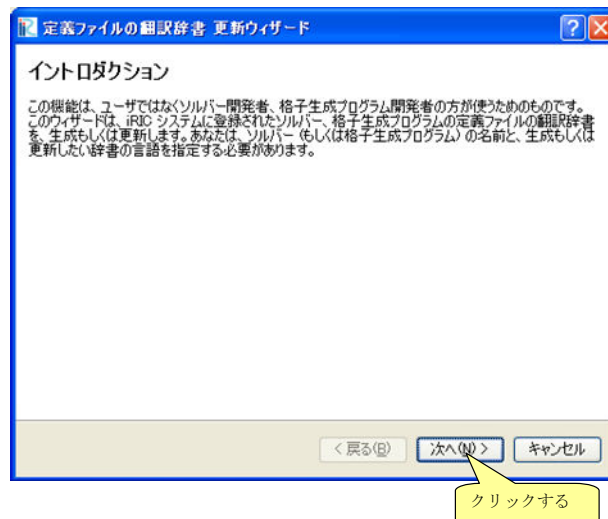 定義ファイルの翻訳辞書 更新ウィザード
イントロダクション
この機能は、ユーザではなくソルバー開発者、格子生成プログラム開発者の方が使うためのものです。
このウィザードは、iRIC システムに登録されたソルバー、格子生成プログラムの定義ファイルの翻訳辞書
を、生成もしくは更新します。あなたは、ソルバー（もしくは格子生成プログラム）の名前と、生成もしくは
更新したい辞書の言語を指定する必要があります。
< 戻る(B) 次へ(N) > キャンセル
クリックする